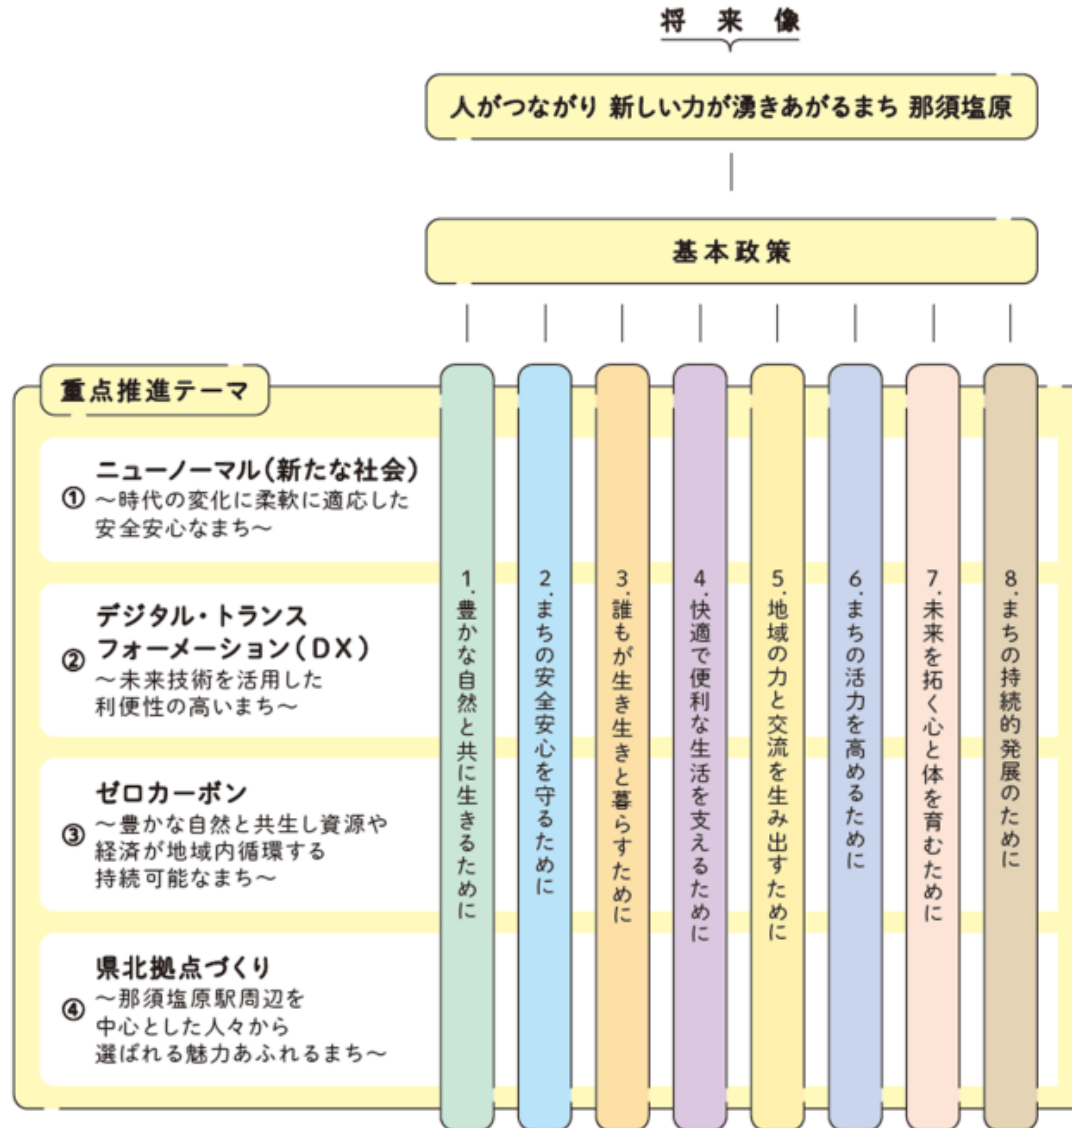 将来像
人がつながり 新しい力が湧きあがるまち 那須塩原
基本政策
重点推進テーマ
① ニューノーマル(新たな社会)
～時代の変化に柔軟に適応した
安全安心なまち～
② デジタル・トランス
フォーメーション(DX)
～未来技術を活用した
利便性の高いまち～
③ ゼロカーボン
～豊かな自然と共生し資源や
経済が地域内循環する
持続可能なまち～
④ 県北拠点づくり
～那須塩原駅周辺を
中心とした人々から
選ばれる魅力あふれるまち～
1.豊かな自然と共に生きるために
2.まちの安全安心を守るために
3.誰もが生き生きと暮らすために
4.快適で便利な生活を支えるために
5.地域の力と交流を生み出すために
6.まちの活力を高めるために
7.未来を拓く心と体を育むために
8.まちの持続的発展のために